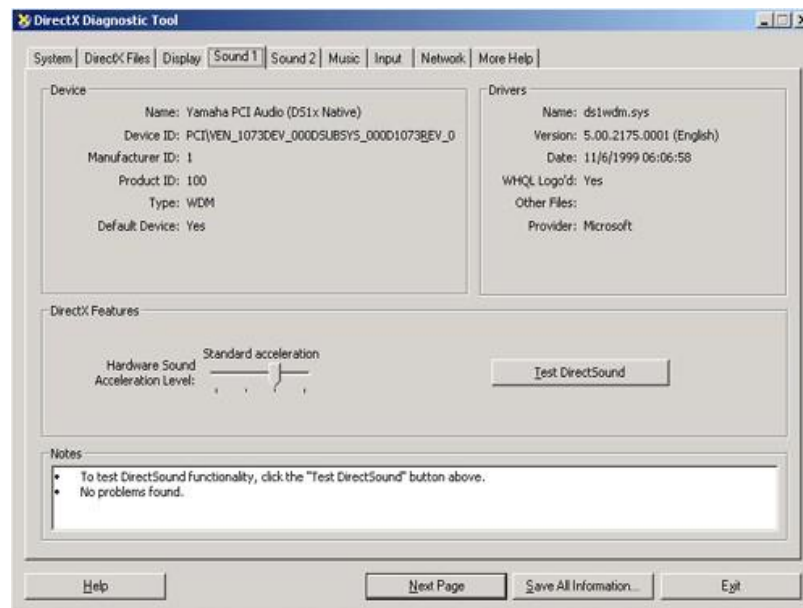 DirectX Diagnostic Tool
System DirectX Files Display Sound 1 Sound 2 Music Input Network More Help
Device
Name: Yamaha PCI Audio (DS1x Native)
Device ID: PCI\VEN_1073DEV_000DSUBSYS_000D1073REV_0
Manufacturer ID: 1
Product ID: 100
Type: WDM
Default Device: Yes
Drivers
Name: ds1wdm.sys
Version: 5.00.2175.0001 (English)
Date: 11/6/1999 06:06:58
WHQL Logo'd: Yes
Other Files:
Provider: Microsoft
DirectX Features
Standard acceleration
Hardware Sound
Acceleration Level:
Test DirectSound
Notes
• To test DirectSound functionality, click the "Test DirectSound" button above.
• No problems found.
Help Next Page Save All Information... Exit